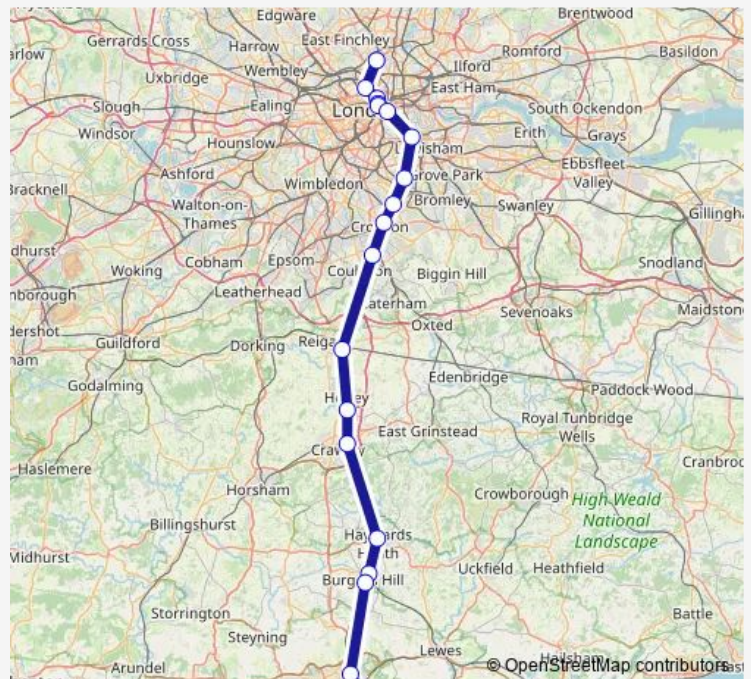 Edgware
Brentwood
Gerrards Cross
East Finchley
Harrow
Romford
Basildon
Wembley
Ilford
Uxbridge
East Ham
Slough
Ealing
South Ockendon
Windsor
Hounslow
Erith
Grays
Ebbsfleet
Valley
Ashford
Wimbledon
Grove Park
Bracknell
Bromley
Swanley
Walton-on-
Thames
Cobham
Epsom
Snodland
Woking
Biggin Hill
Leatherhead
Sevenoaks
Oxted
Guildford
Dorking
Edenbridge
Godalming
Paddock Wood
Royal Tunbridge
Wells
East Grinstead
Haslemere
Horsham
Crowborough
High Weald
National
Landscape
Billingshurst
Midhurst
Uckfield
Heathfield
Storrington
Battle
Steyning
Lewes
Arundel
© OpenStreetMap contributors